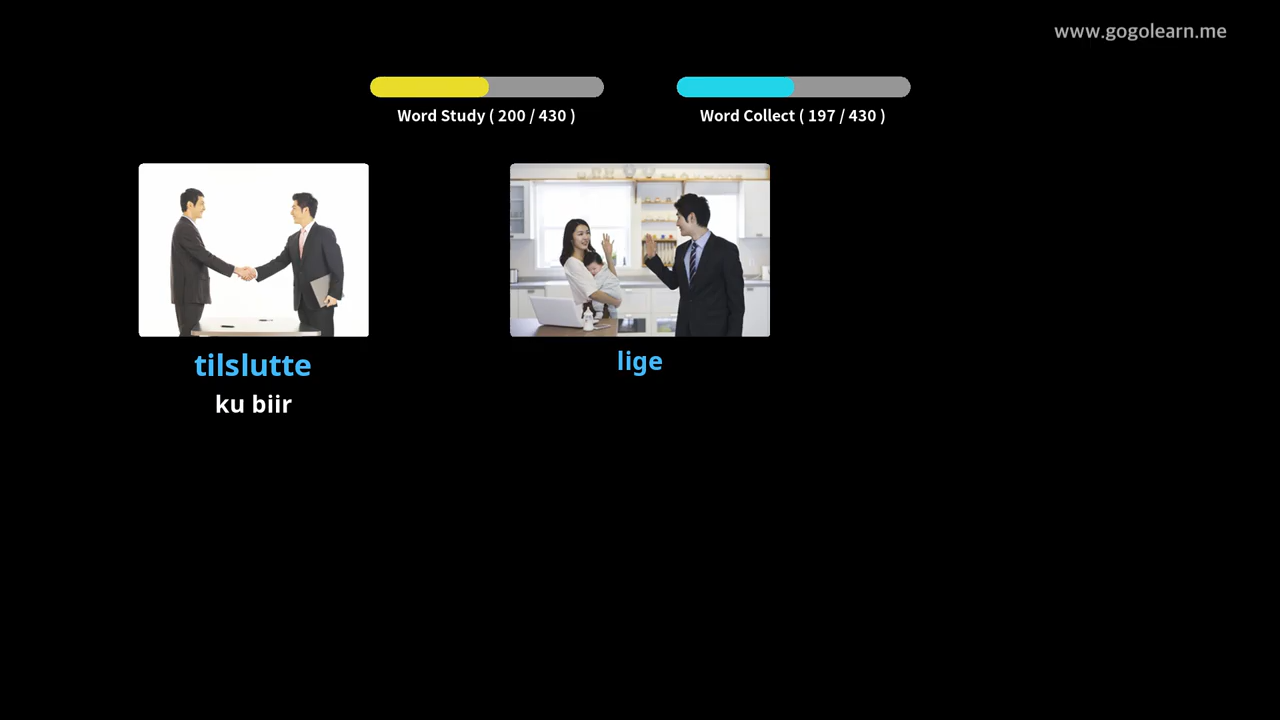 www.gogolearn.me
Word Study ( 200 / 430 )
Word Collect ( 197 / 430 )
tilslutte
ku biir
lige